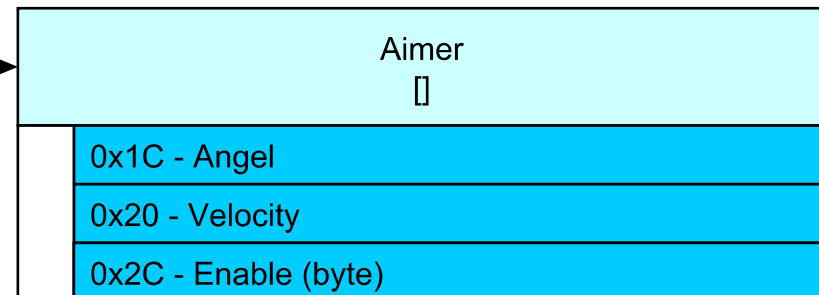 Aimer
[]
0x1C - Angel
0x20 - Velocity
0x2C - Enable (byte)